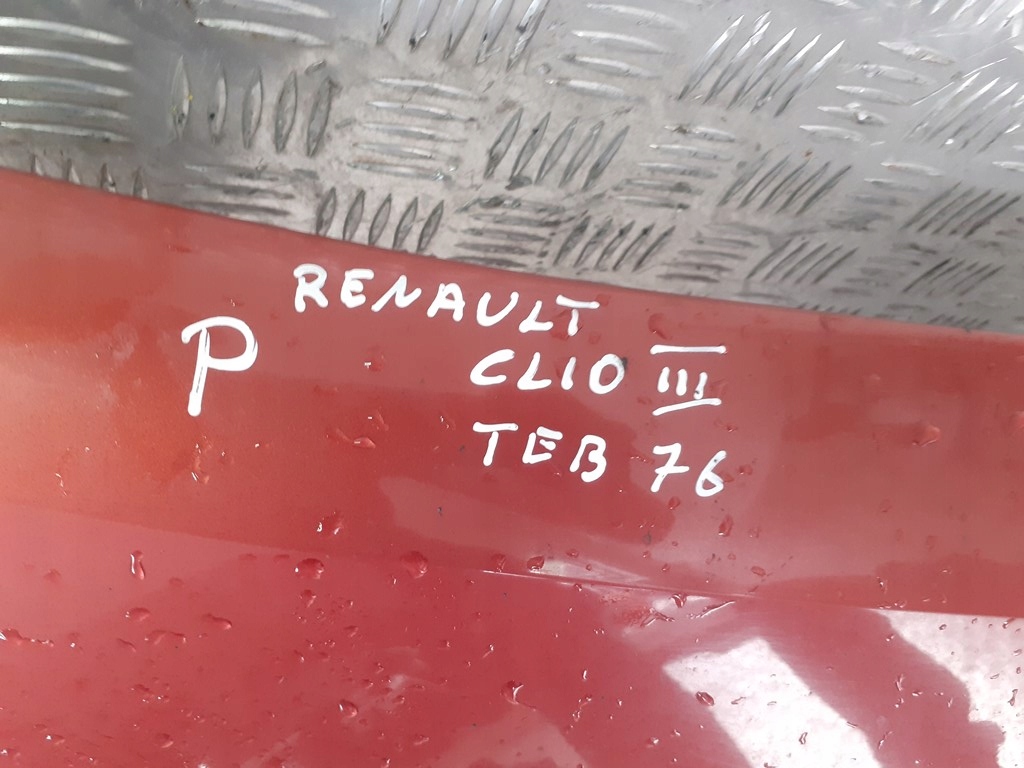 RENAULT
P
CLIO III
TEB 76